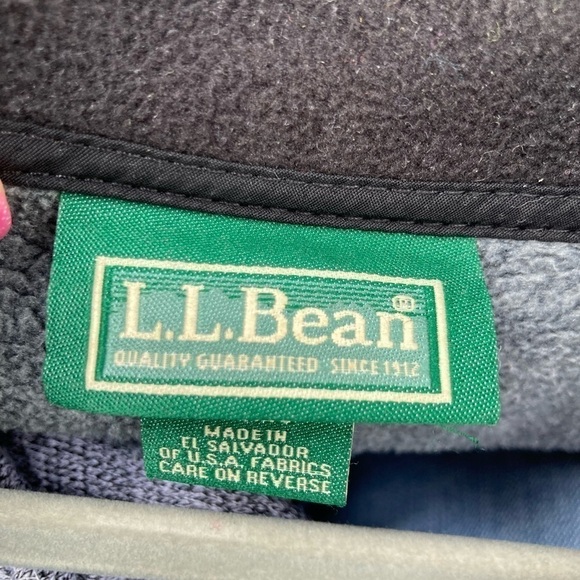 L.L.Bean®
QUALITY GUARANTEED SINCE 1912
MADE IN
EL SALVADOR
OF U.S.A. FABRICS
CARE ON REVERSE